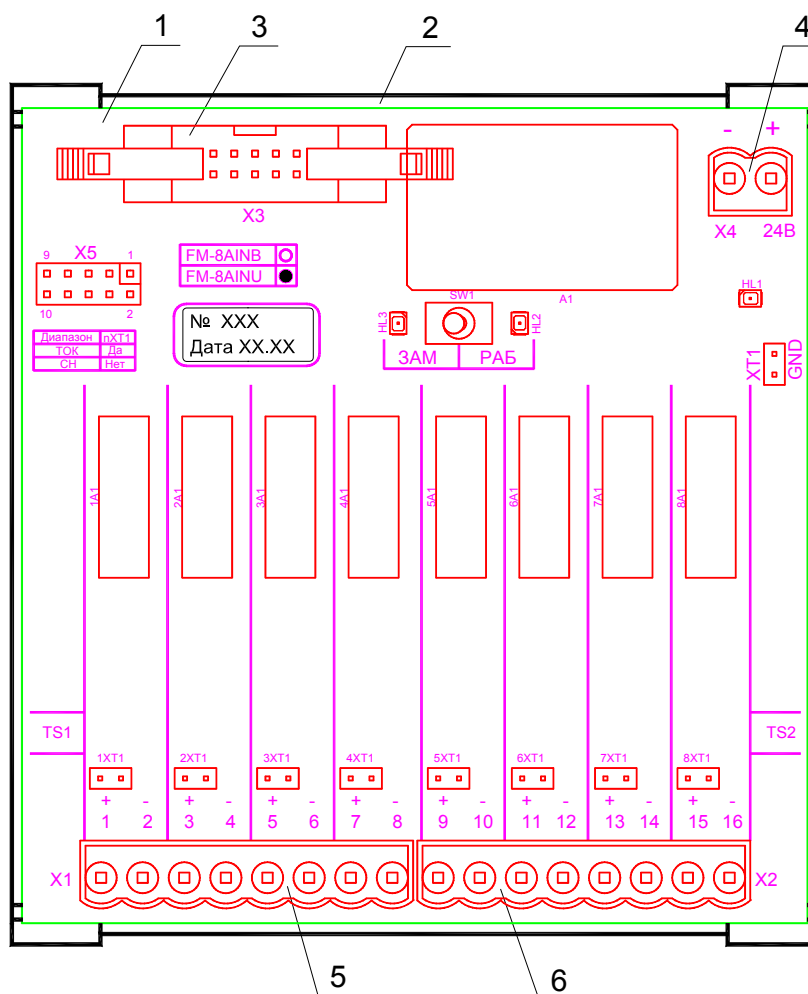 1 3 2 4
- +
X3
X4 24В
9 X5 1
10 2
FM-8AINB
FM-8AINU
A1
HL1
№ XXX
Дата XX.XX
HL3 SW1 HL2
ЗАМ РАБ
Диапазон nXT1
ТОК Да
СН Нет
XT1 GND
1A1 2A1 3A1 4A1 5A1 6A1 7A1 8A1
TS1 TS2
1XT1 2XT1 3XT1 4XT1 5XT1 6XT1 7XT1 8XT1
+ - + - + - + - + - + - + - + -
1 2 3 4 5 6 7 8 9 10 11 12 13 14 15 16
X1 X2
5 6